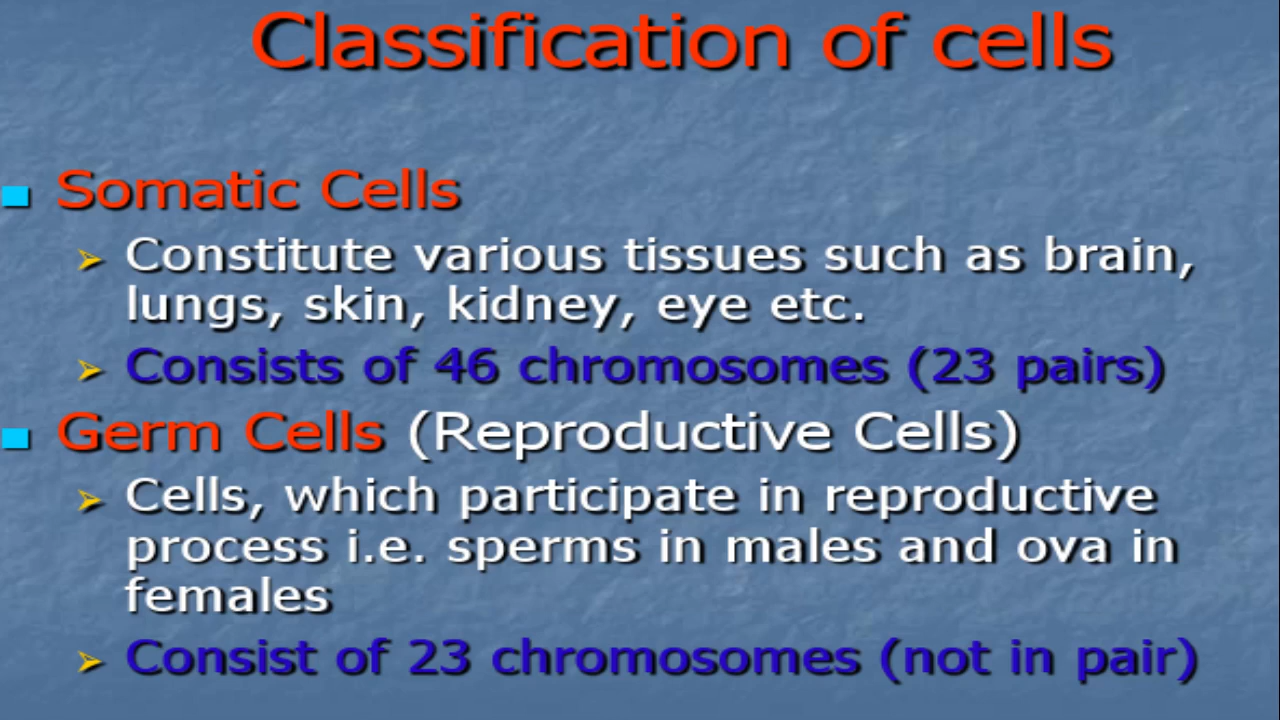 Classification of cells
Somatic Cells
Constitute various tissues such as brain,
lungs, skin, kidney, eye etc.
Consists of 46 chromosomes (23 pairs)
Germ Cells (Reproductive Cells)
Cells, which participate in reproductive
process i.e. sperms in males and ova in
females
Consist of 23 chromosomes (not in pair)